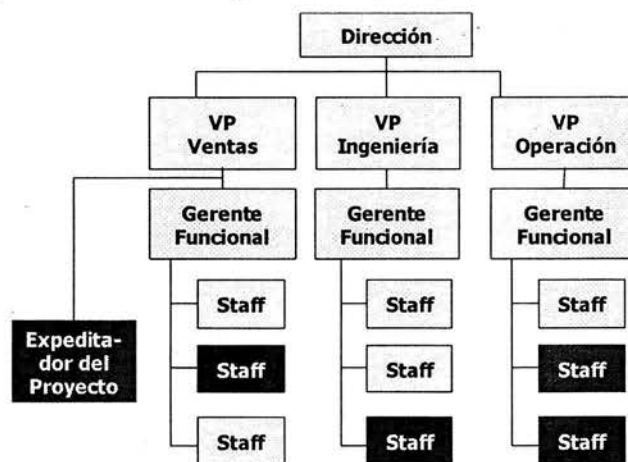 Dirección
VP
Ventas
VP
Ingeniería
VP
Operación
Gerente
Funcional
Gerente
Funcional
Gerente
Funcional
Staff
Staff
Staff
Expedita-
dor del
Proyecto
Staff
Staff
Staff
Staff
Staff
Staff